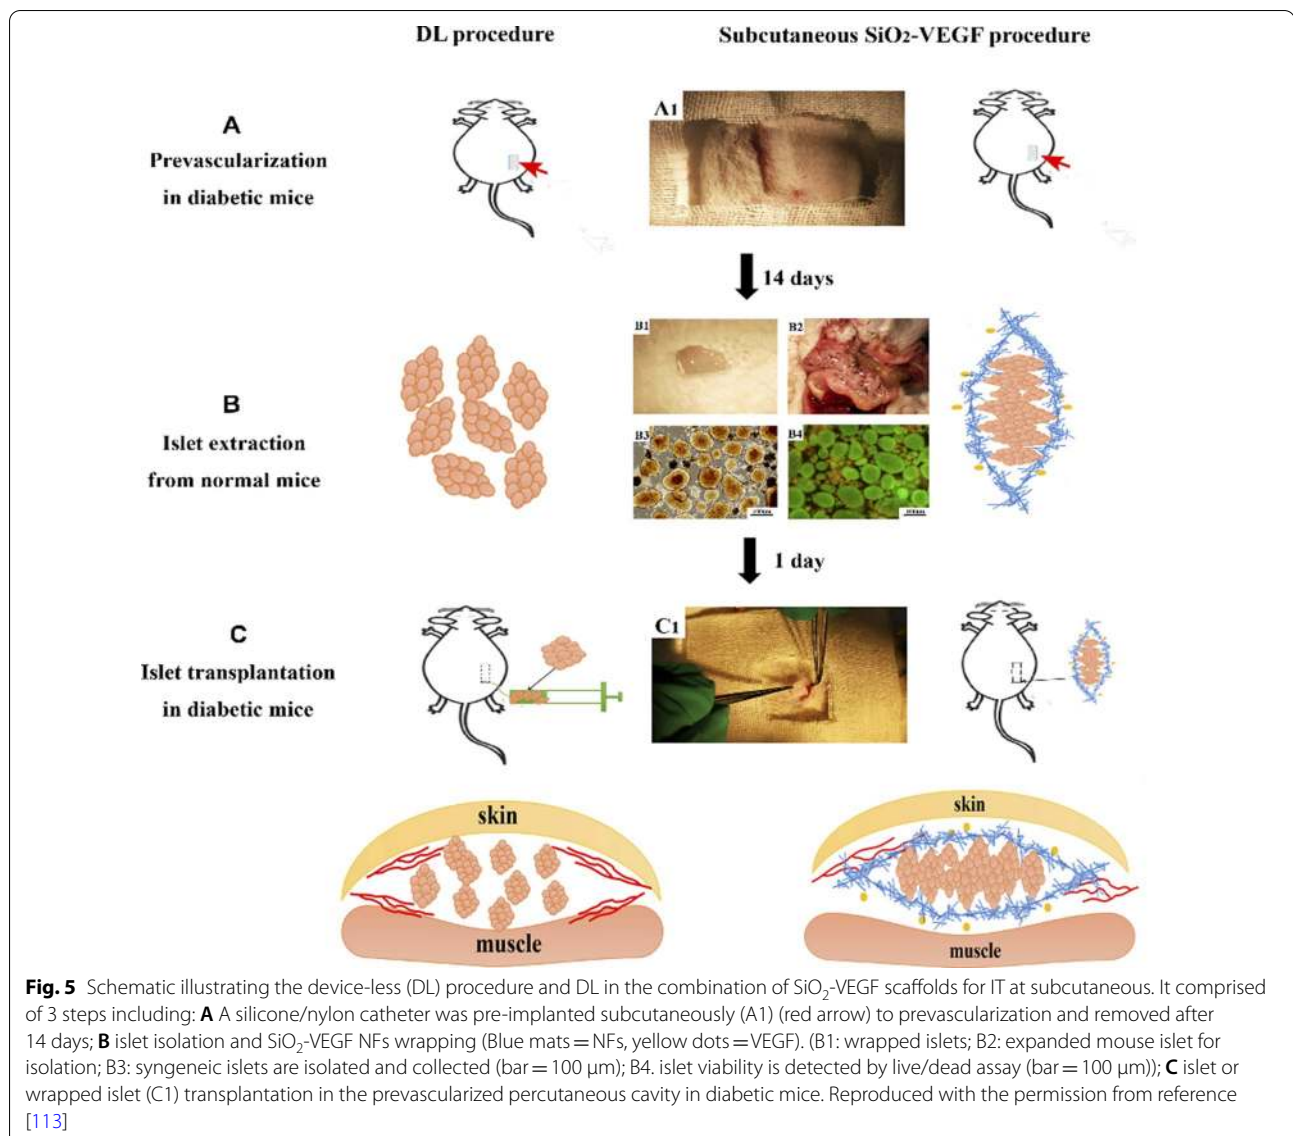 DL procedure
Subcutaneous SiO2-VEGF procedure
A
Prevascularization
in diabetic mice
A1
14 days
B
Islet extraction
from normal mice
B1
B2
B3
B4
1 day
C
Islet transplantation
in diabetic mice
C1
skin
muscle
skin
muscle
Fig. 5 Schematic illustrating the device-less (DL) procedure and DL in the combination of SiO₂-VEGF scaffolds for IT at subcutaneous. It comprised
of 3 steps including: A A silicone/nylon catheter was pre-implanted subcutaneously (A1) (red arrow) to prevascularization and removed after
14 days; B islet isolation and SiO₂-VEGF NFs wrapping (Blue mats = NFs, yellow dots = VEGF). (B1: wrapped islets; B2: expanded mouse islet for
isolation; B3: syngeneic islets are isolated and collected (bar = 100 μm); B4. islet viability is detected by live/dead assay (bar = 100 μm)); C islet or
wrapped islet (C1) transplantation in the prevascularized percutaneous cavity in diabetic mice. Reproduced with the permission from reference
[113]